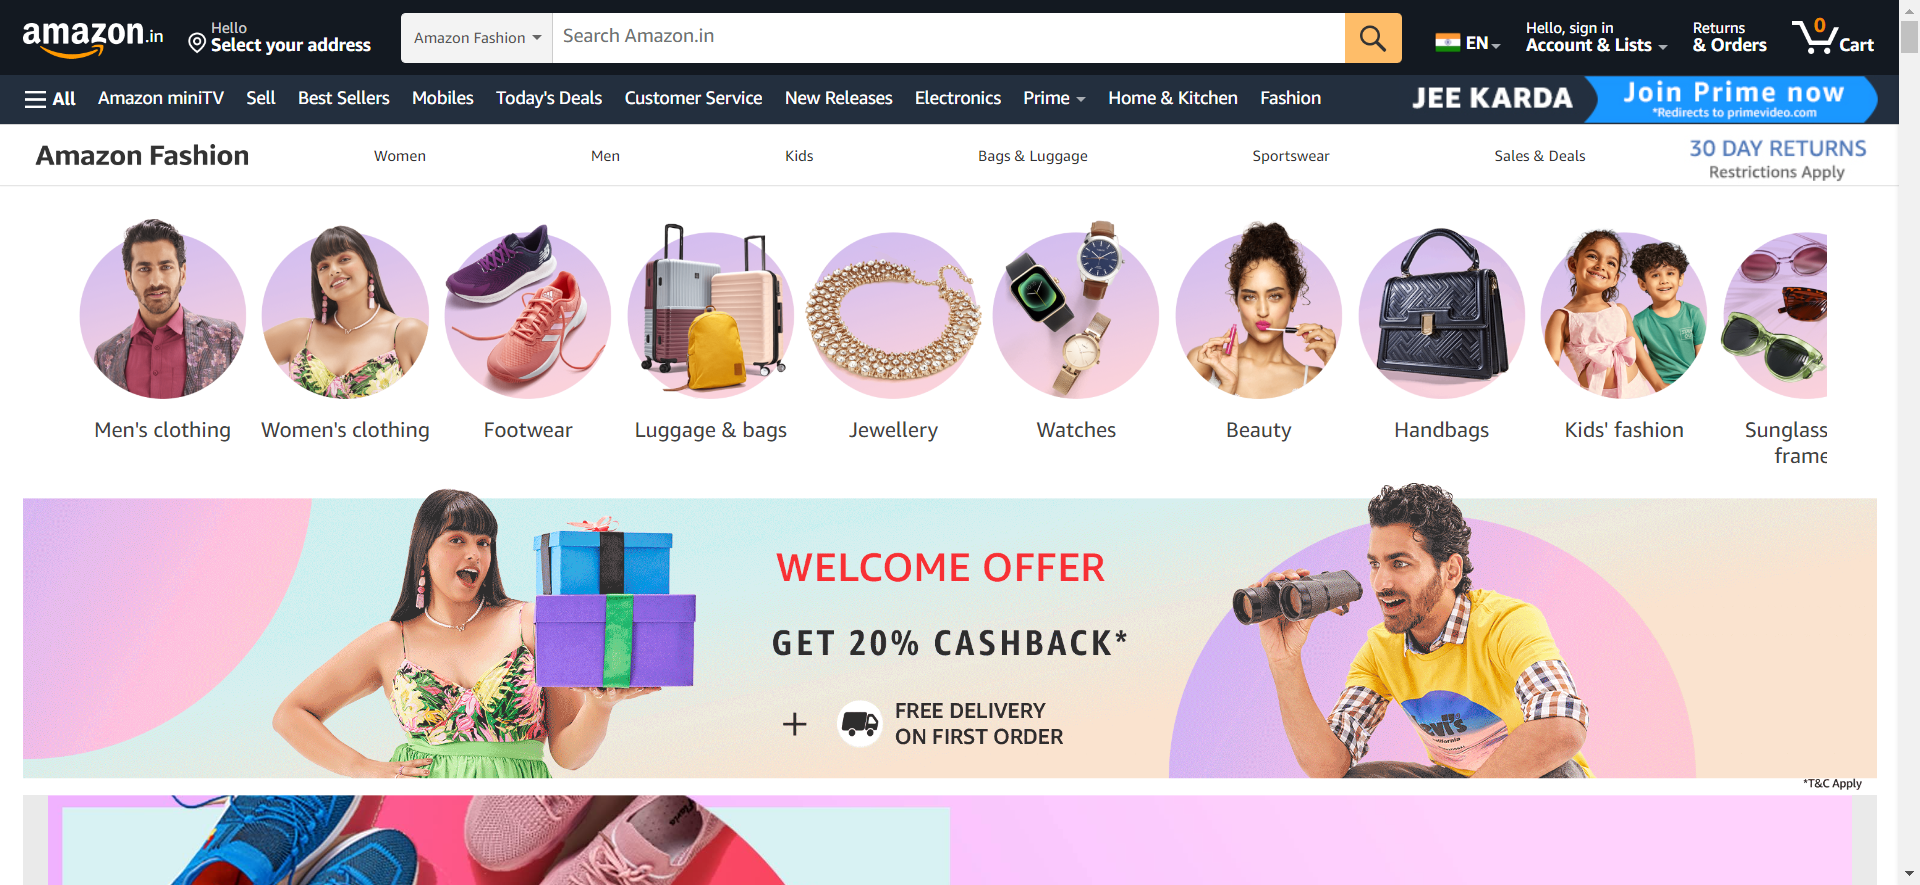 amazon.in
Hello
Select your address
Amazon Fashion
Search Amazon.in
EN
Hello, sign in
Account & Lists
Returns
& Orders
0
Cart
All
Amazon miniTV
Sell
Best Sellers
Mobiles
Today's Deals
Customer Service
New Releases
Electronics
Prime
Home & Kitchen
Fashion
JEE KARDA
Join Prime now
*Redirects to primevideo.com
Amazon Fashion
Women
Men
Kids
Bags & Luggage
Sportswear
Sales & Deals
30 DAY RETURNS
Restrictions Apply
Men's clothing
Women's clothing
Footwear
Luggage & bags
Jewellery
Watches
Beauty
Handbags
Kids' fashion
Sunglass
frame
WELCOME OFFER
GET 20% CASHBACK*
+
FREE DELIVERY
ON FIRST ORDER
*T&C Apply